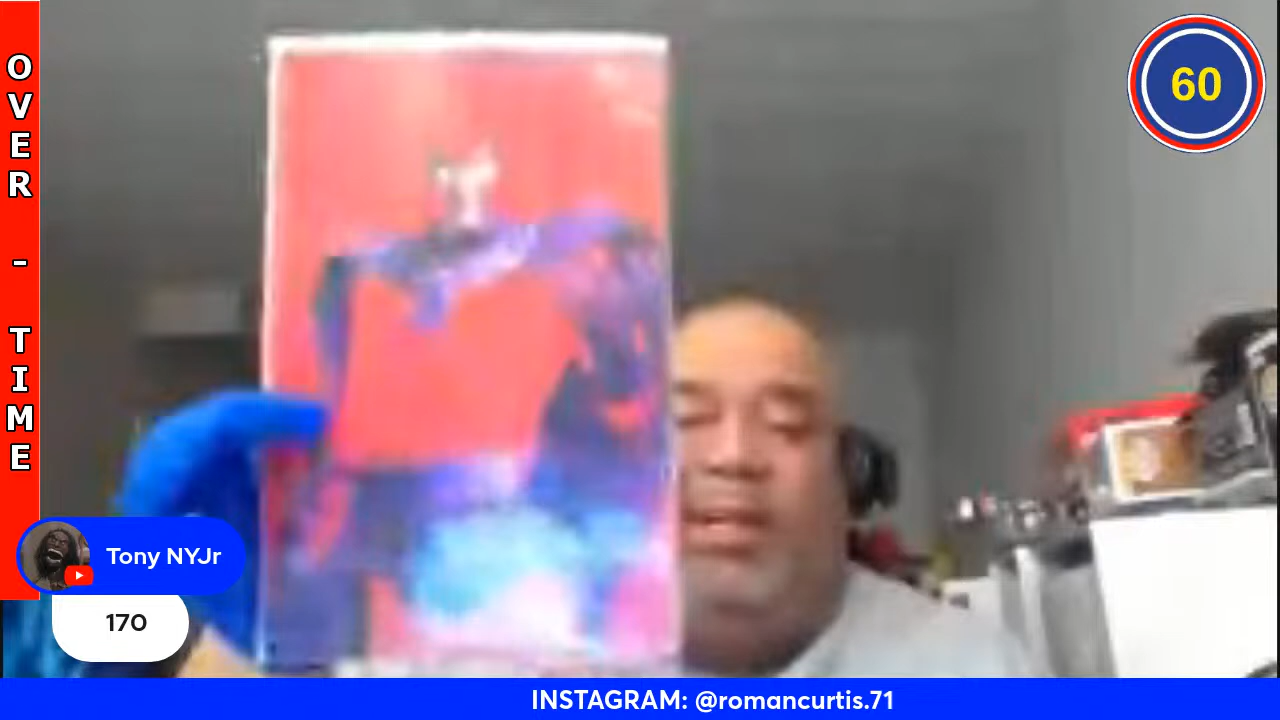 OVER - TIME
60
Tony NYJr
170
INSTAGRAM: @romancurtis.71